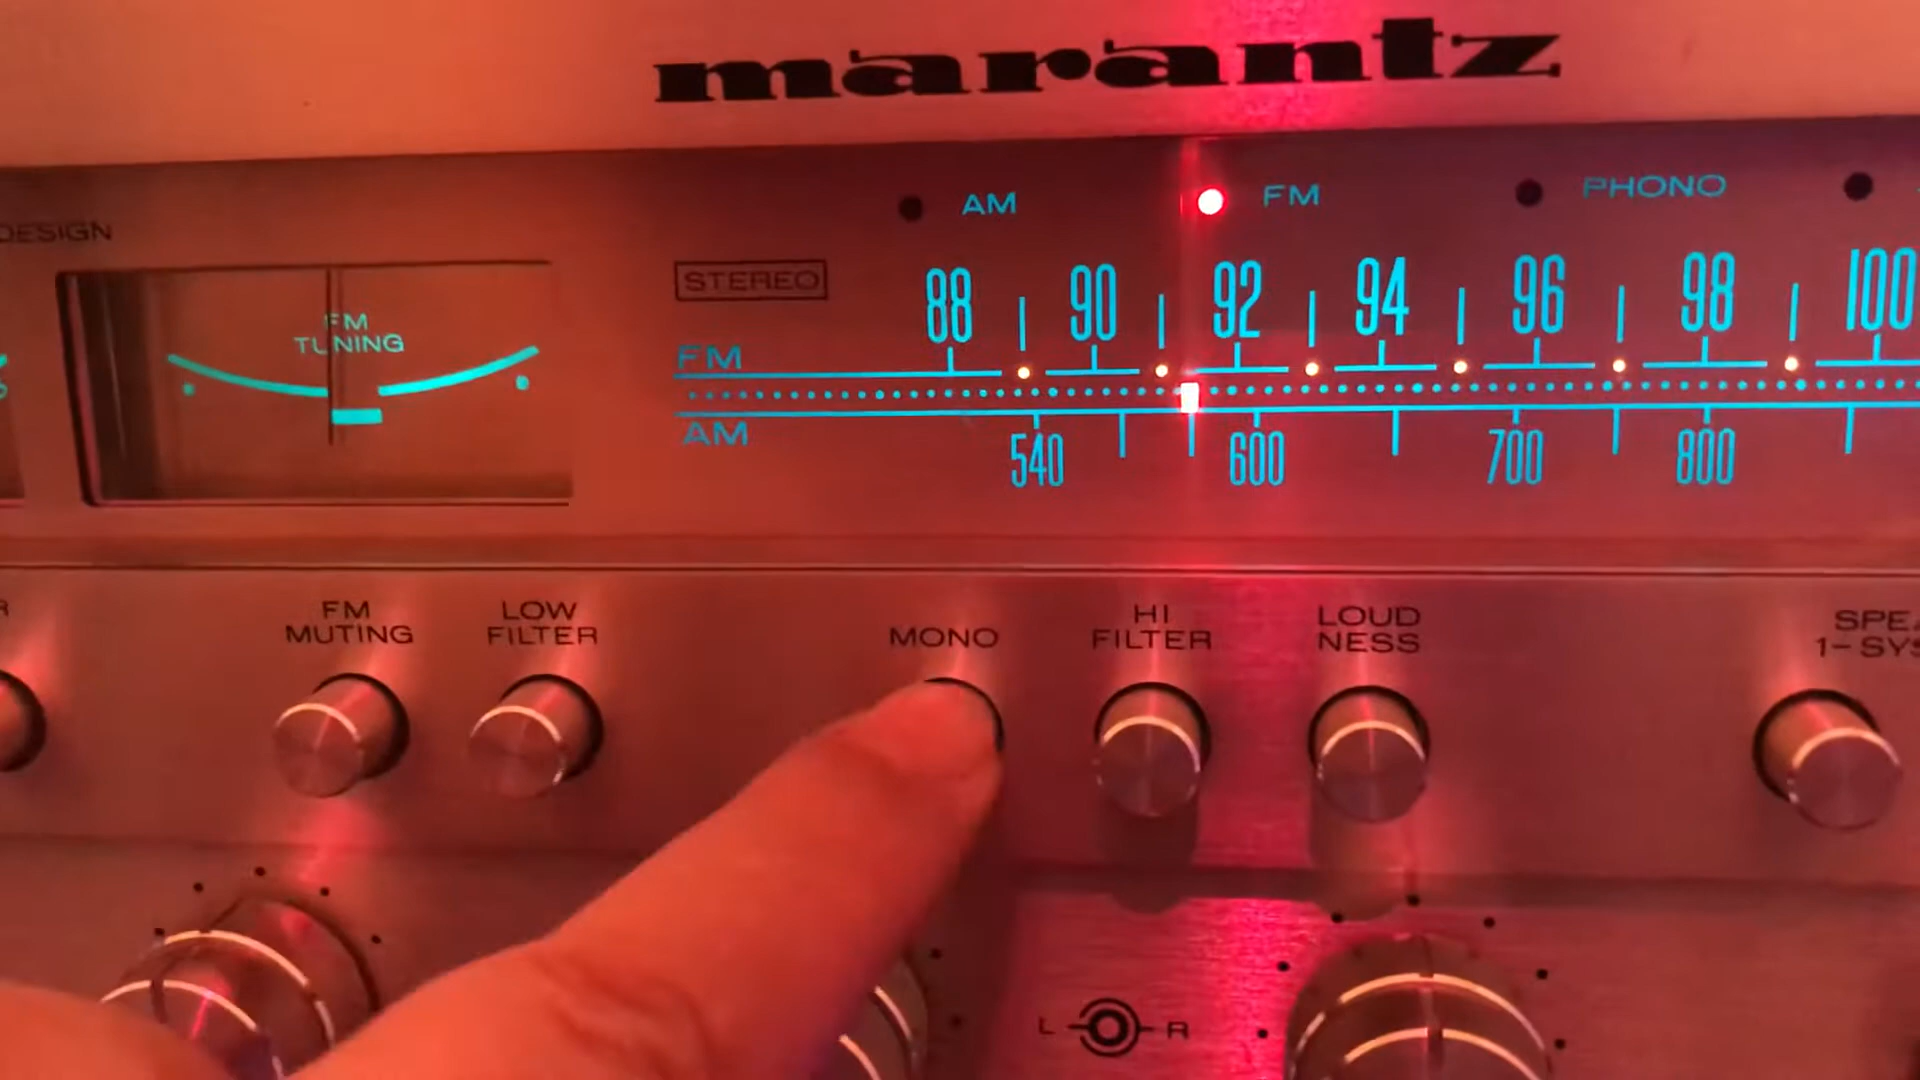 marantz
AM FM PHONO
DESIGN
STEREO
88 90 92 94 96 98 100
FM
TUNING
FM
AM
540 600 700 800
FM
MUTING
LOW
FILTER
MONO
HI
FILTER
LOUD
NESS
1-
L R